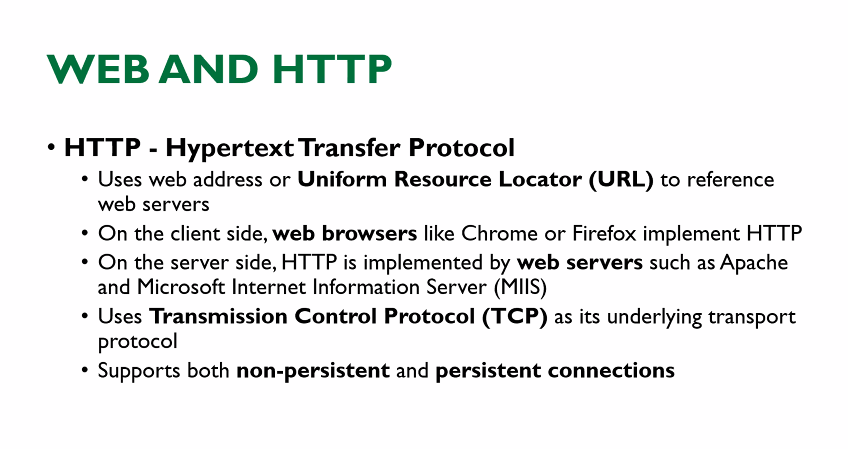 WEB AND HTTP
• HTTP - Hypertext Transfer Protocol
• Uses web address or Uniform Resource Locator (URL) to reference
web servers
• On the client side, web browsers like Chrome or Firefox implement HTTP
• On the server side, HTTP is implemented by web servers such as Apache
and Microsoft Internet Information Server (MIIS)
• Uses Transmission Control Protocol (TCP) as its underlying transport
protocol
• Supports both non-persistent and persistent connections